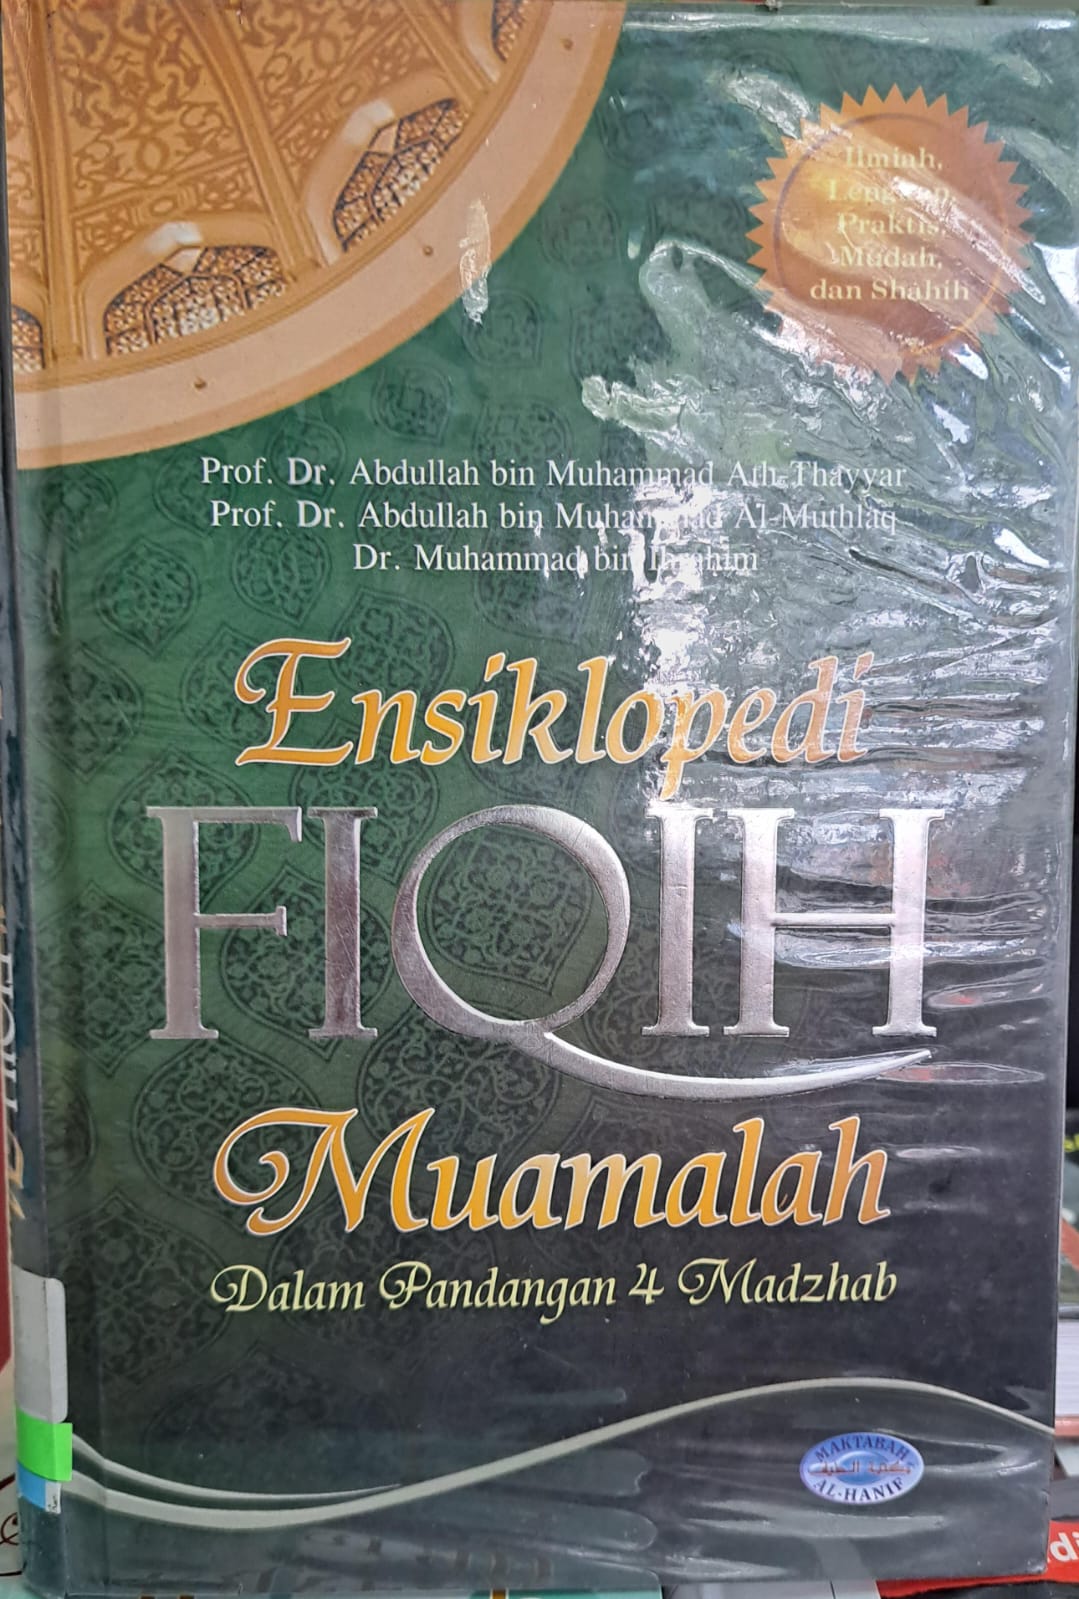 Ilmiah,
Lengkap,
Praktis,
Mudah,
dan Shahih
Prof. Dr. Abdullah bin Muhammad Ath-Thayyar
Prof. Dr. Abdullah bin Muhammad Al-Muthlaq
Dr. Muhammad bin Ibrahim
Ensiklopedi
FIQIH
Muamalah
Dalam Pandangan 4 Madzhab
MAKTABAH
AL-HANIF